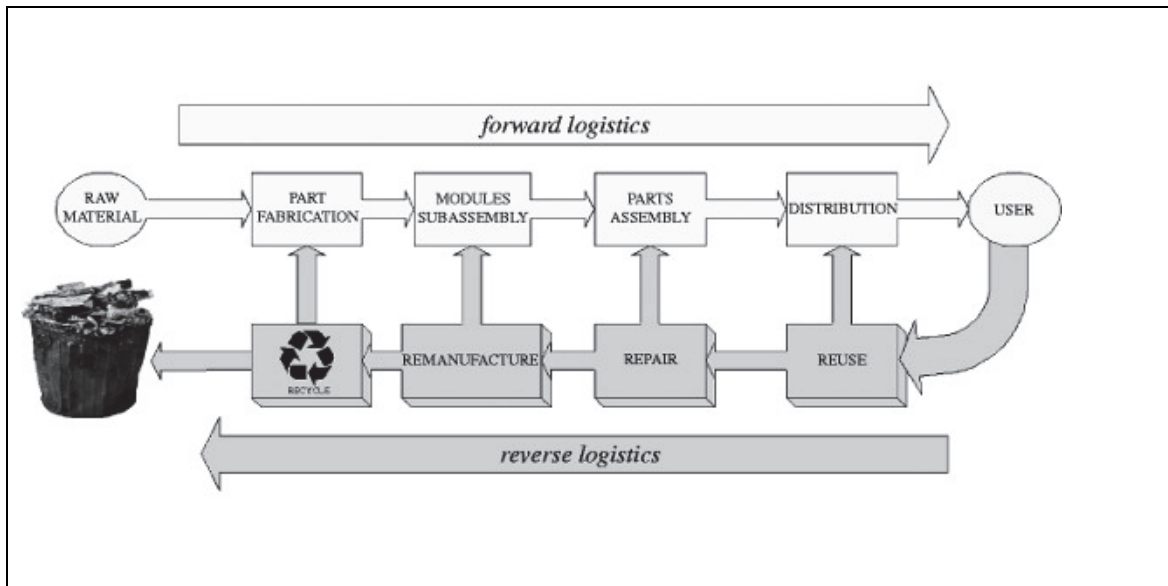 forward logistics
RAW
MATERIAL
PART
FABRICATION
MODULES
SUBASSEMBLY
PARTS
ASSEMBLY
DISTRIBUTION
USER
RECYCLE
REMANUFACTURE
REPAIR
REUSE
reverse logistics